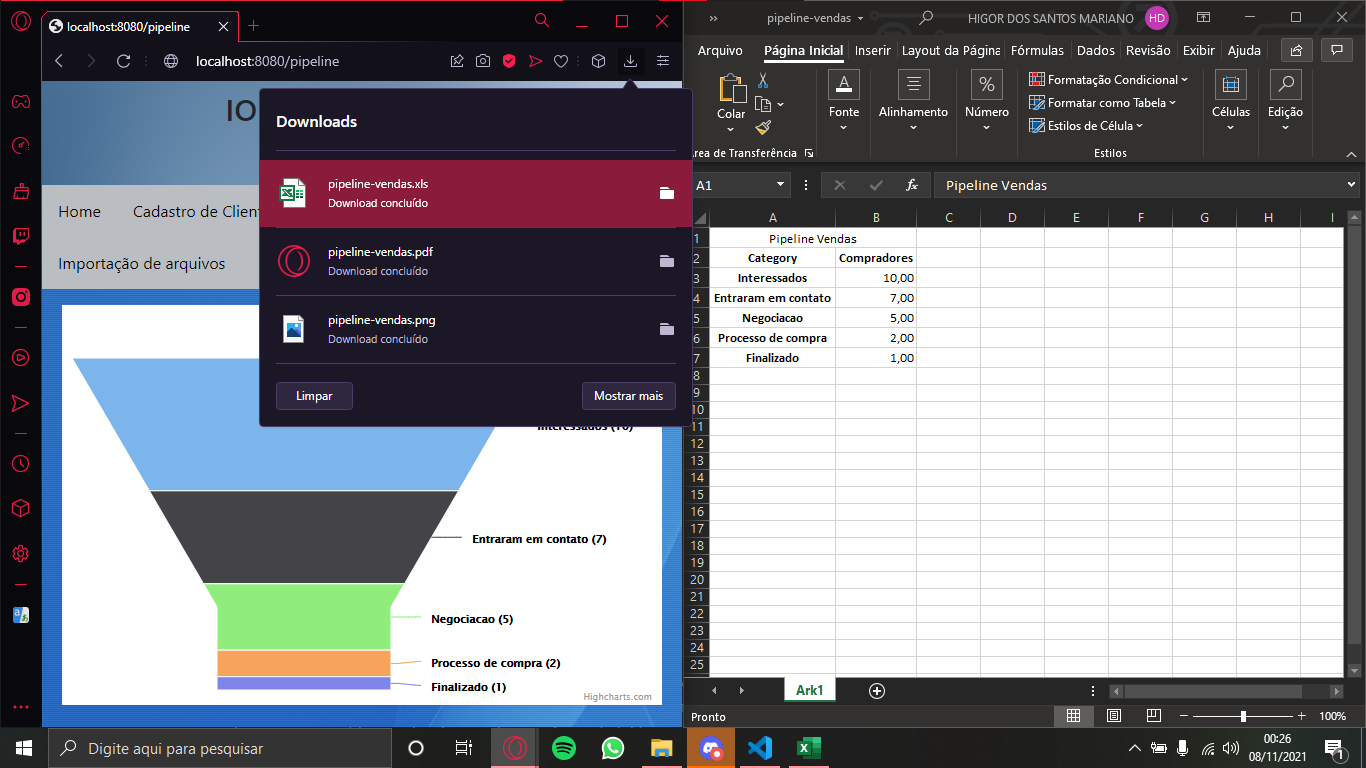 localhost:8080/pipeline
localhost:8080/pipeline
IO
Home
Cadastro de Client
Importação de arquivos
Downloads
pipeline-vendas.xls
Download concluído
pipeline-vendas.pdf
Download concluído
pipeline-vendas.png
Download concluído
Limpar
Mostrar mais
Interessados (10)
Entraram em contato (7)
Negociacao (5)
Processo de compra (2)
Finalizado (1)
Highcharts.com
pipeline-vendas
HIGOR DOS SANTOS MARIANO HD
Arquivo Página Inicial Inserir Layout da Página Fórmulas Dados Revisão Exibir Ajuda
Colar
Fonte
Alinhamento
%
Número
Formatação Condicional
Formatar como Tabela
Estilos de Célula
Células
Edição
rea de Transferência
Estilos
A1
fx
Pipeline Vendas
A B C D E F G H I
1 Pipeline Vendas
2 Category Compradores
3 Interessados 10,00
4 Entraram em contato 7,00
5 Negociacao 5,00
6 Processo de compra 2,00
7 Finalizado 1,00
8
9
10
11
12
13
14
15
16
17
18
19
20
21
22
23
24
25
Ark1
Pronto
100%
Digite aqui para pesquisar
00:26
08/11/2021
1